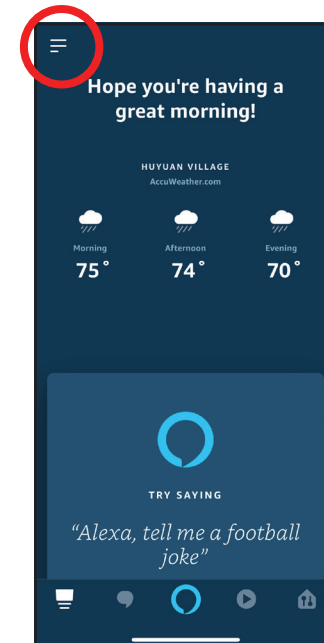 Hope you're having a
great morning!
HUYUAN VILLAGE
AccuWeather.com
Morning Afternoon Evening
75° 74° 70°
TRY SAYING
“Alexa, tell me a football
joke”